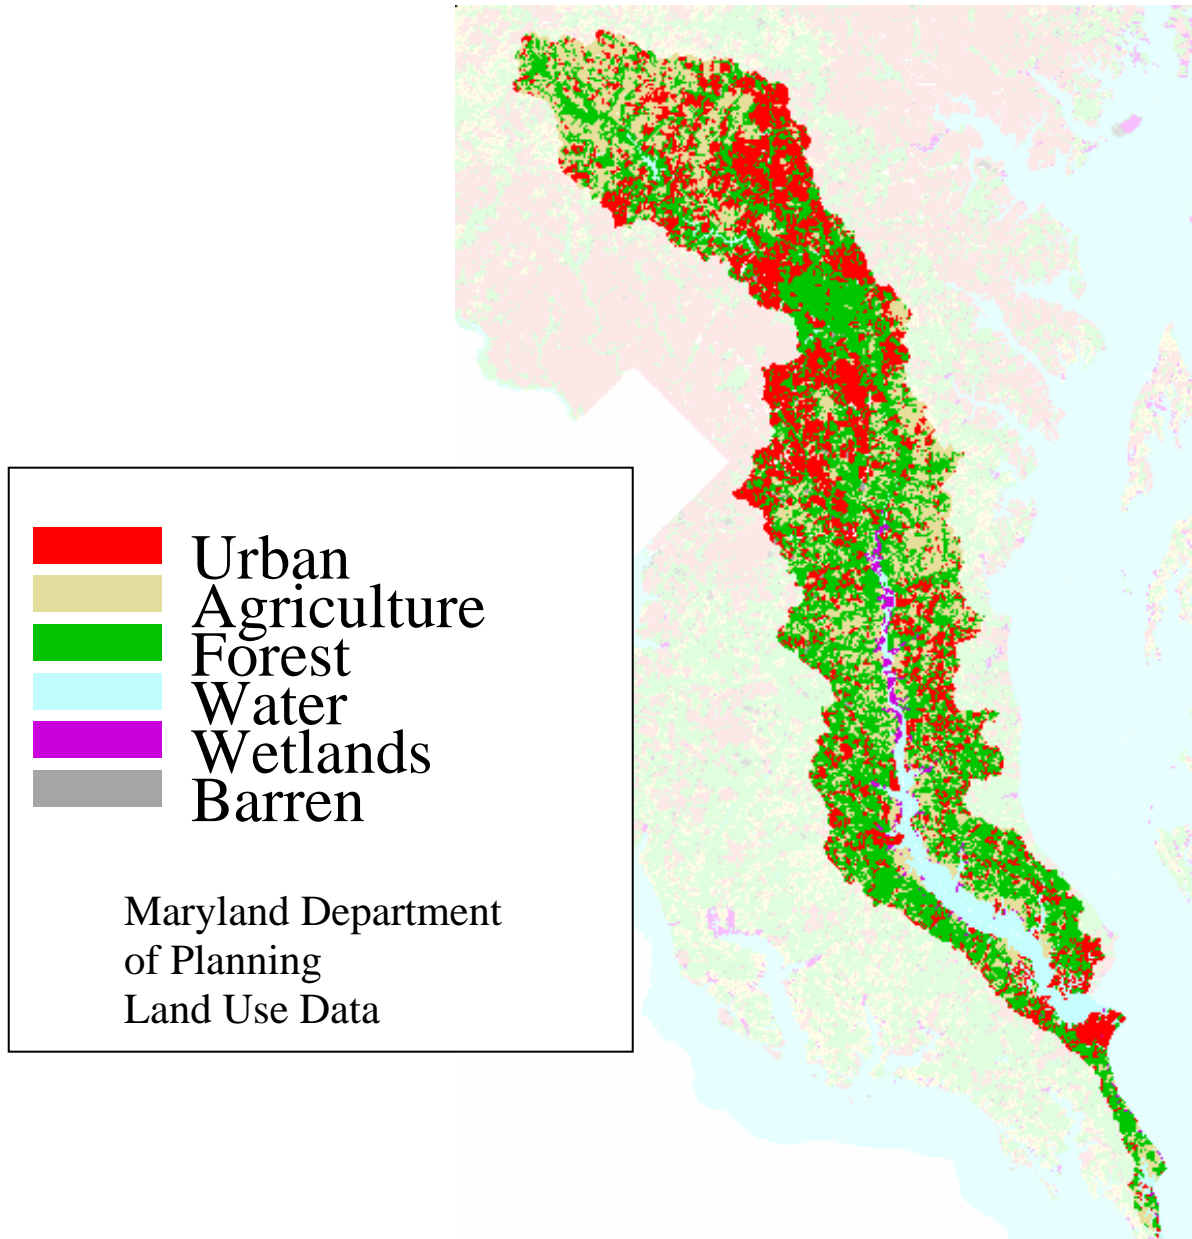 Urban
Agriculture
Forest
Water
Wetlands
Barren
Maryland Department
of Planning
Land Use Data